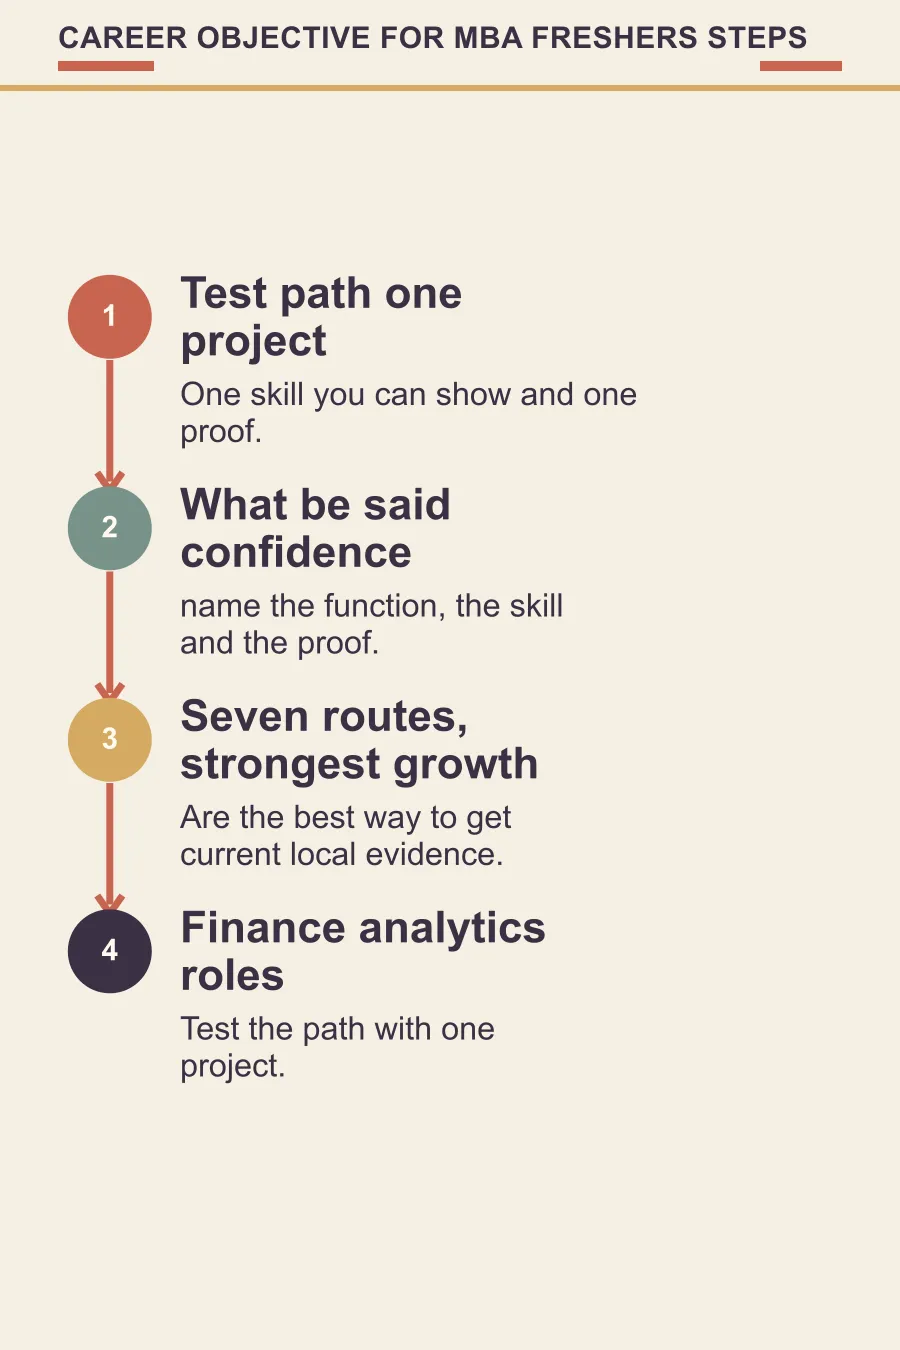 CAREER OBJECTIVE FOR MBA FRESHERS STEPS
1
Test path one
project
One skill you can show and one
proof.
2
What be said
confidence
name the function, the skill
and the proof.
3
Seven routes,
strongest growth
Are the best way to get
current local evidence.
4
Finance analytics
roles
Test the path with one
project.